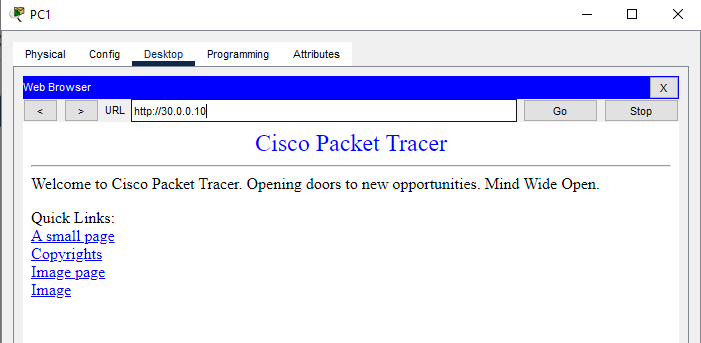 PC1
Physical Config Desktop Programming Attributes
Web Browser X
< > URL http://30.0.0.10 Go Stop
Cisco Packet Tracer
Welcome to Cisco Packet Tracer. Opening doors to new opportunities. Mind Wide Open.
Quick Links:
A small page
Copyrights
Image page
Image